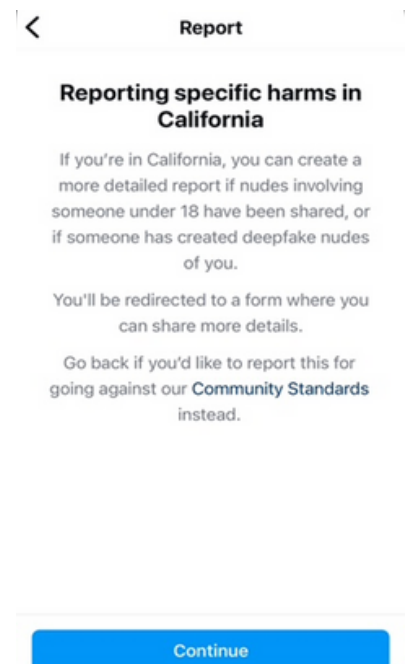 Report
Reporting specific harms in
California
If you're in California, you can create a
more detailed report if nudes involving
someone under 18 have been shared, or
if someone has created deepfake nudes
of you.
You'll be redirected to a form where you
can share more details.
Go back if you'd like to report this for
going against our Community Standards
instead.
Continue